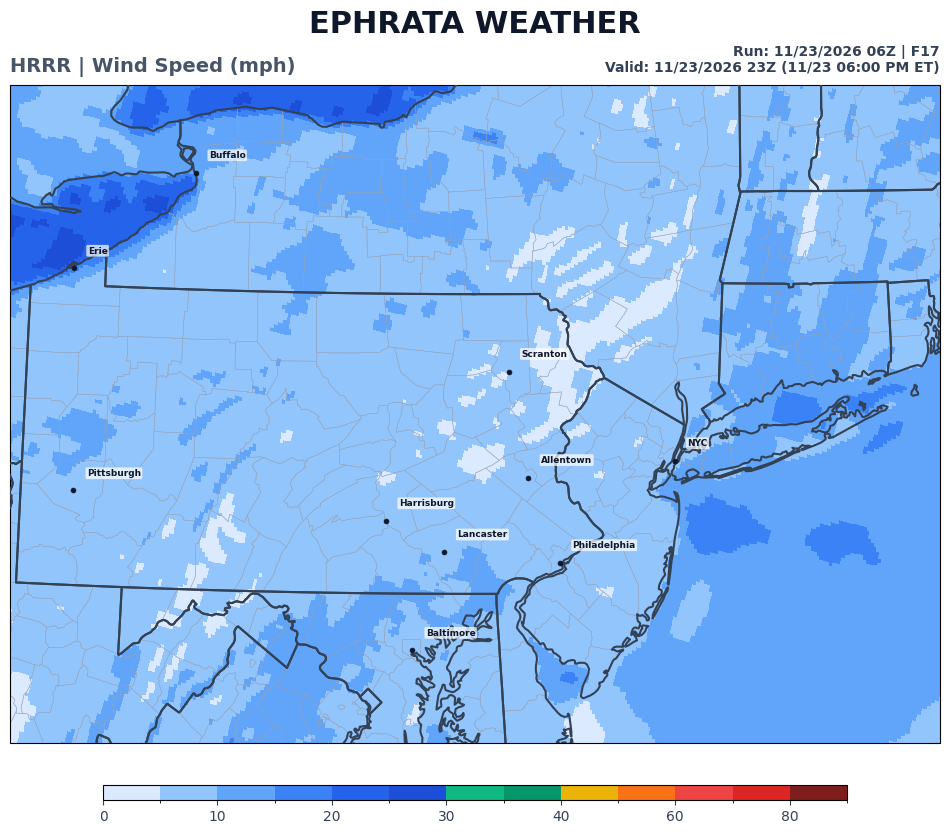 EPHRATA WEATHER
Run: 11/23/2026 06Z | F17
HRRR | Wind Speed (mph)
Valid: 11/23/2026 23Z (11/23 06:00 PM ET)
Buffalo
Erie
Scranton
NYC
Allentown
Pittsburgh
Harrisburg
Lancaster
Philadelphia
Baltimore
0 10 20 30 40 60 80